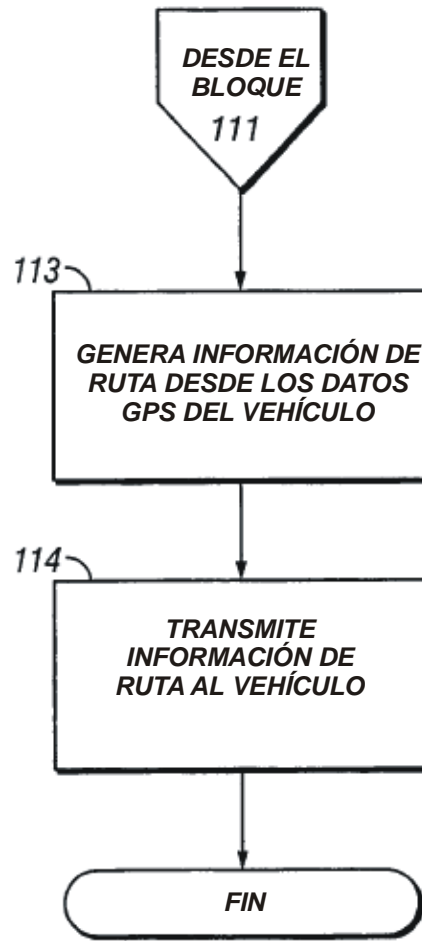 DESDE EL
BLOQUE
111
113
GENERA INFORMACIÓN DE
RUTA DESDE LOS DATOS
GPS DEL VEHÍCULO
114
TRANSMITE
INFORMACIÓN DE
RUTA AL VEHÍCULO
FIN